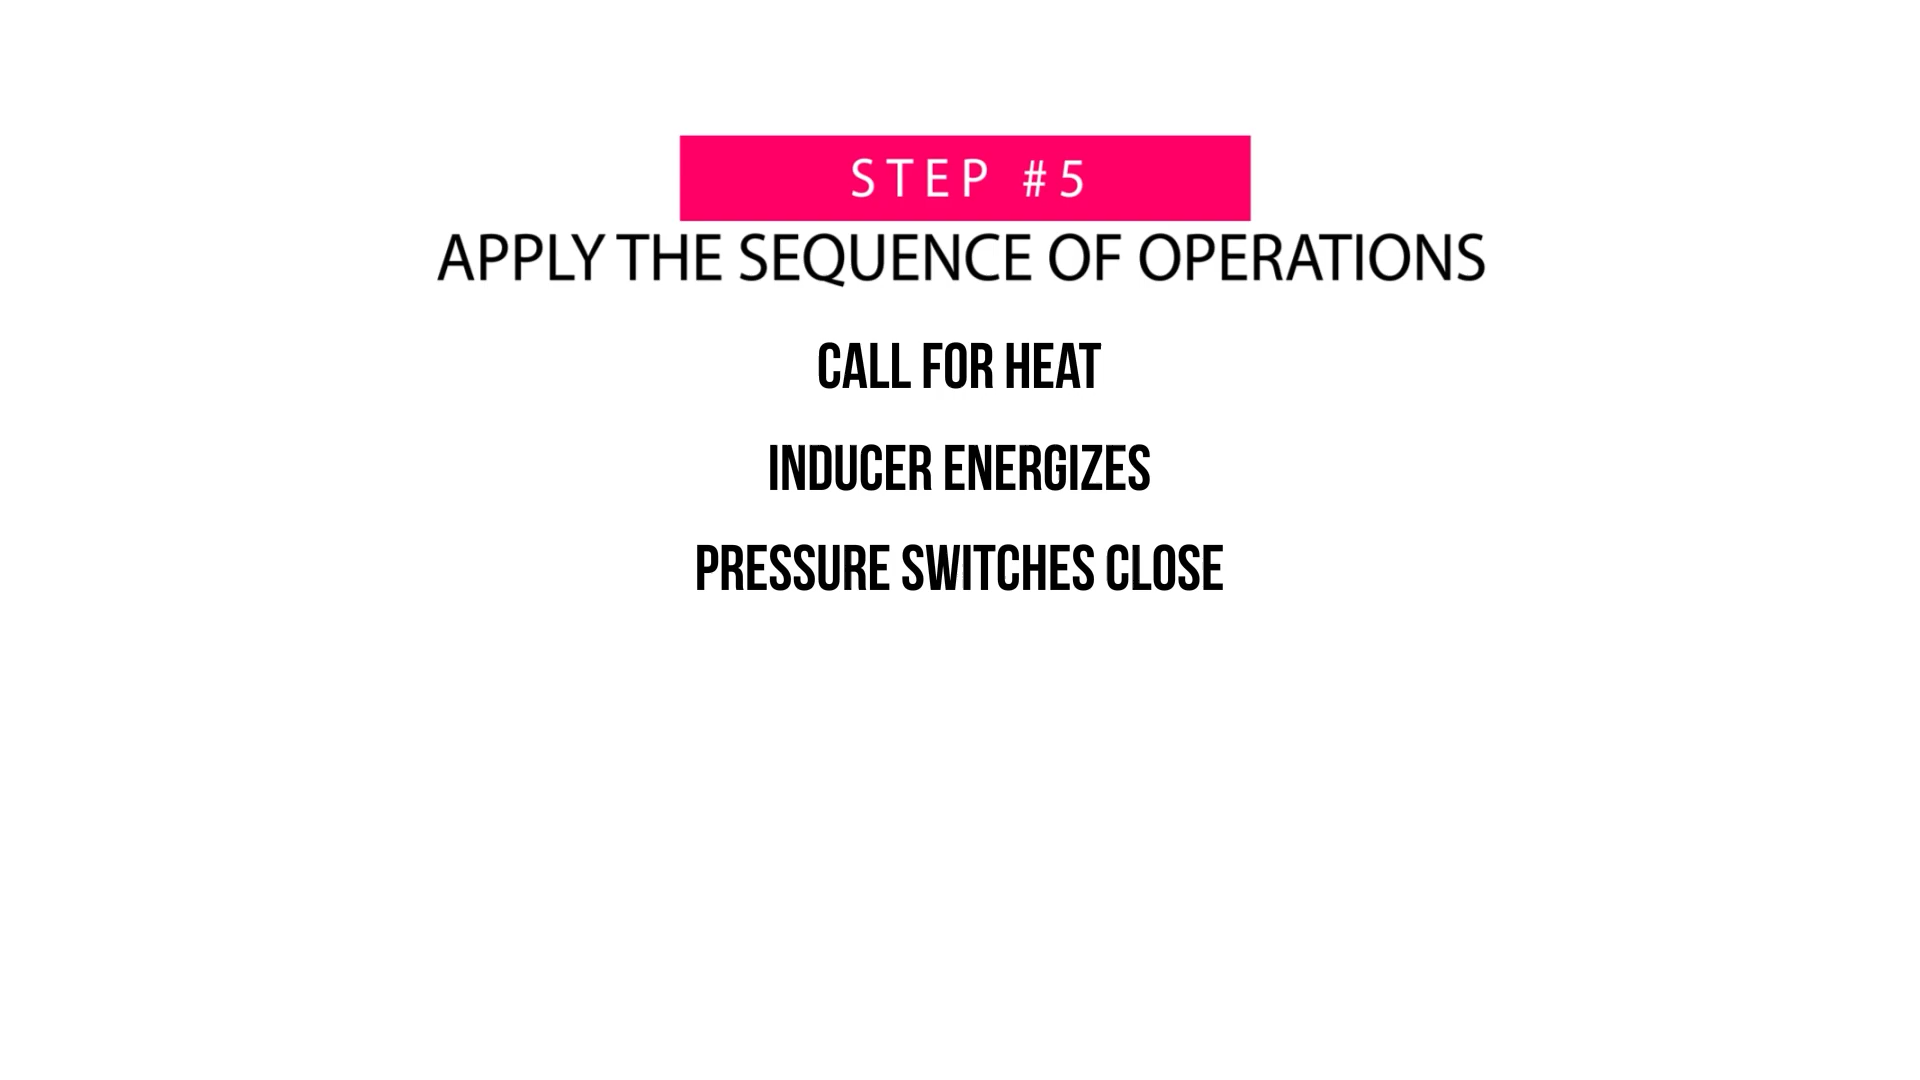 STEP #5
APPLY THE SEQUENCE OF OPERATIONS
CALL FOR HEAT
INDUCER ENERGIZES
PRESSURE SWITCHES CLOSE